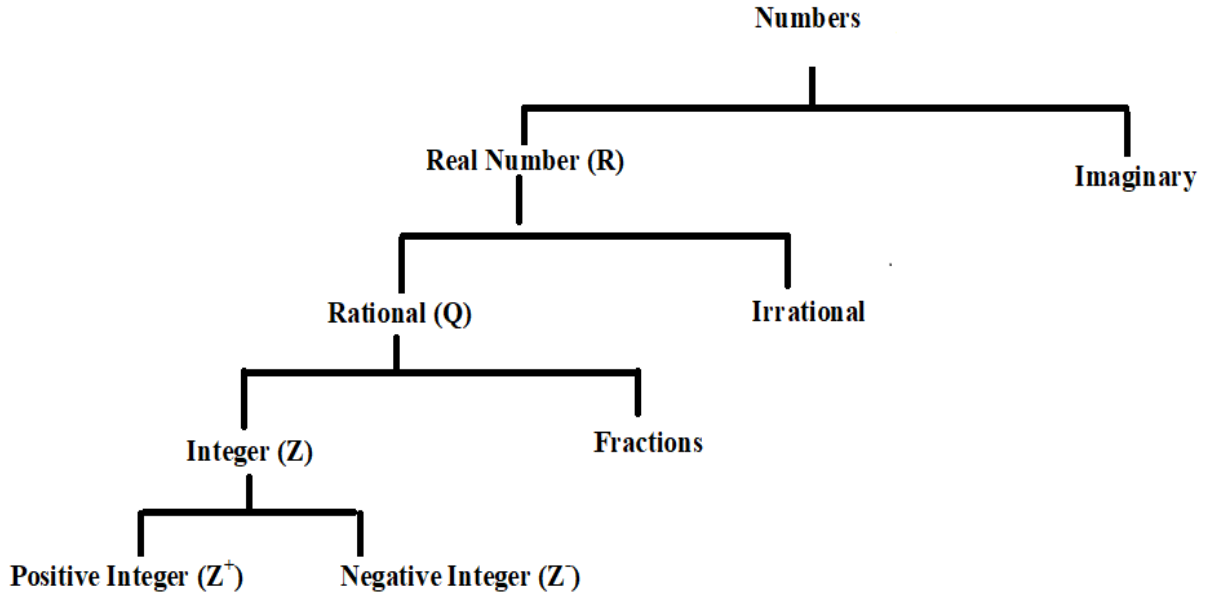 Numbers
Real Number (R)
Imaginary
Rational (Q)
Irrational
Integer (Z)
Fractions
Positive Integer (Z⁺)
Negative Integer (Z⁻)